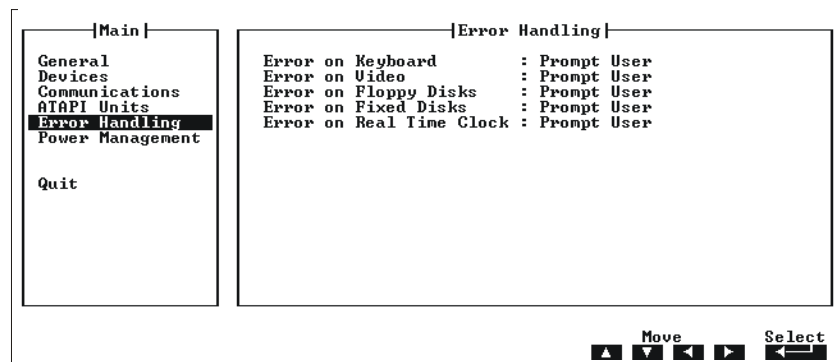 Main
General
Devices
Communications
ATAPI Units
Error Handling
Power Management
Quit
Error Handling
Error on Keyboard : Prompt User
Error on Video : Prompt User
Error on Floppy Disks : Prompt User
Error on Fixed Disks : Prompt User
Error on Real Time Clock : Prompt User
Move
Select